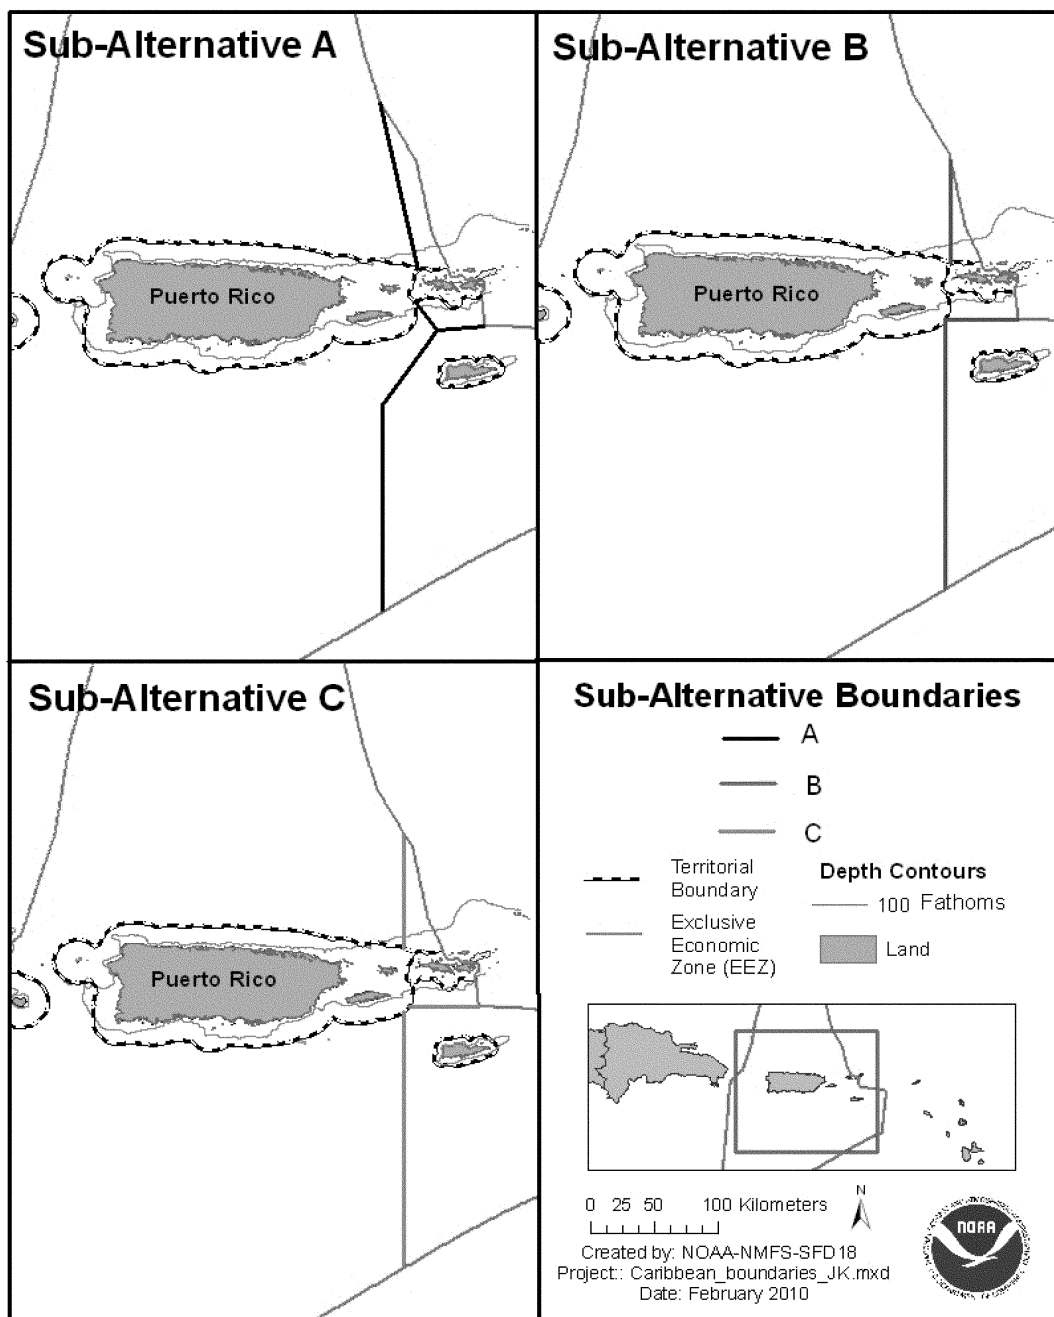 Sub-Alternative A
Sub-Alternative B
Puerto Rico
Puerto Rico
Sub-Alternative C
Puerto Rico
Sub-Alternative Boundaries
A
B
C
Territorial
Boundary
Exclusive
Economic
Zone (EEZ)
Depth Contours
100 Fathoms
Land
0 25 50 100 Kilometers
N
Created by: NOAA-NMFS-SFD18
Project:: Caribbean_boundaries_JK.mxd
Date: February 2010
NOAA